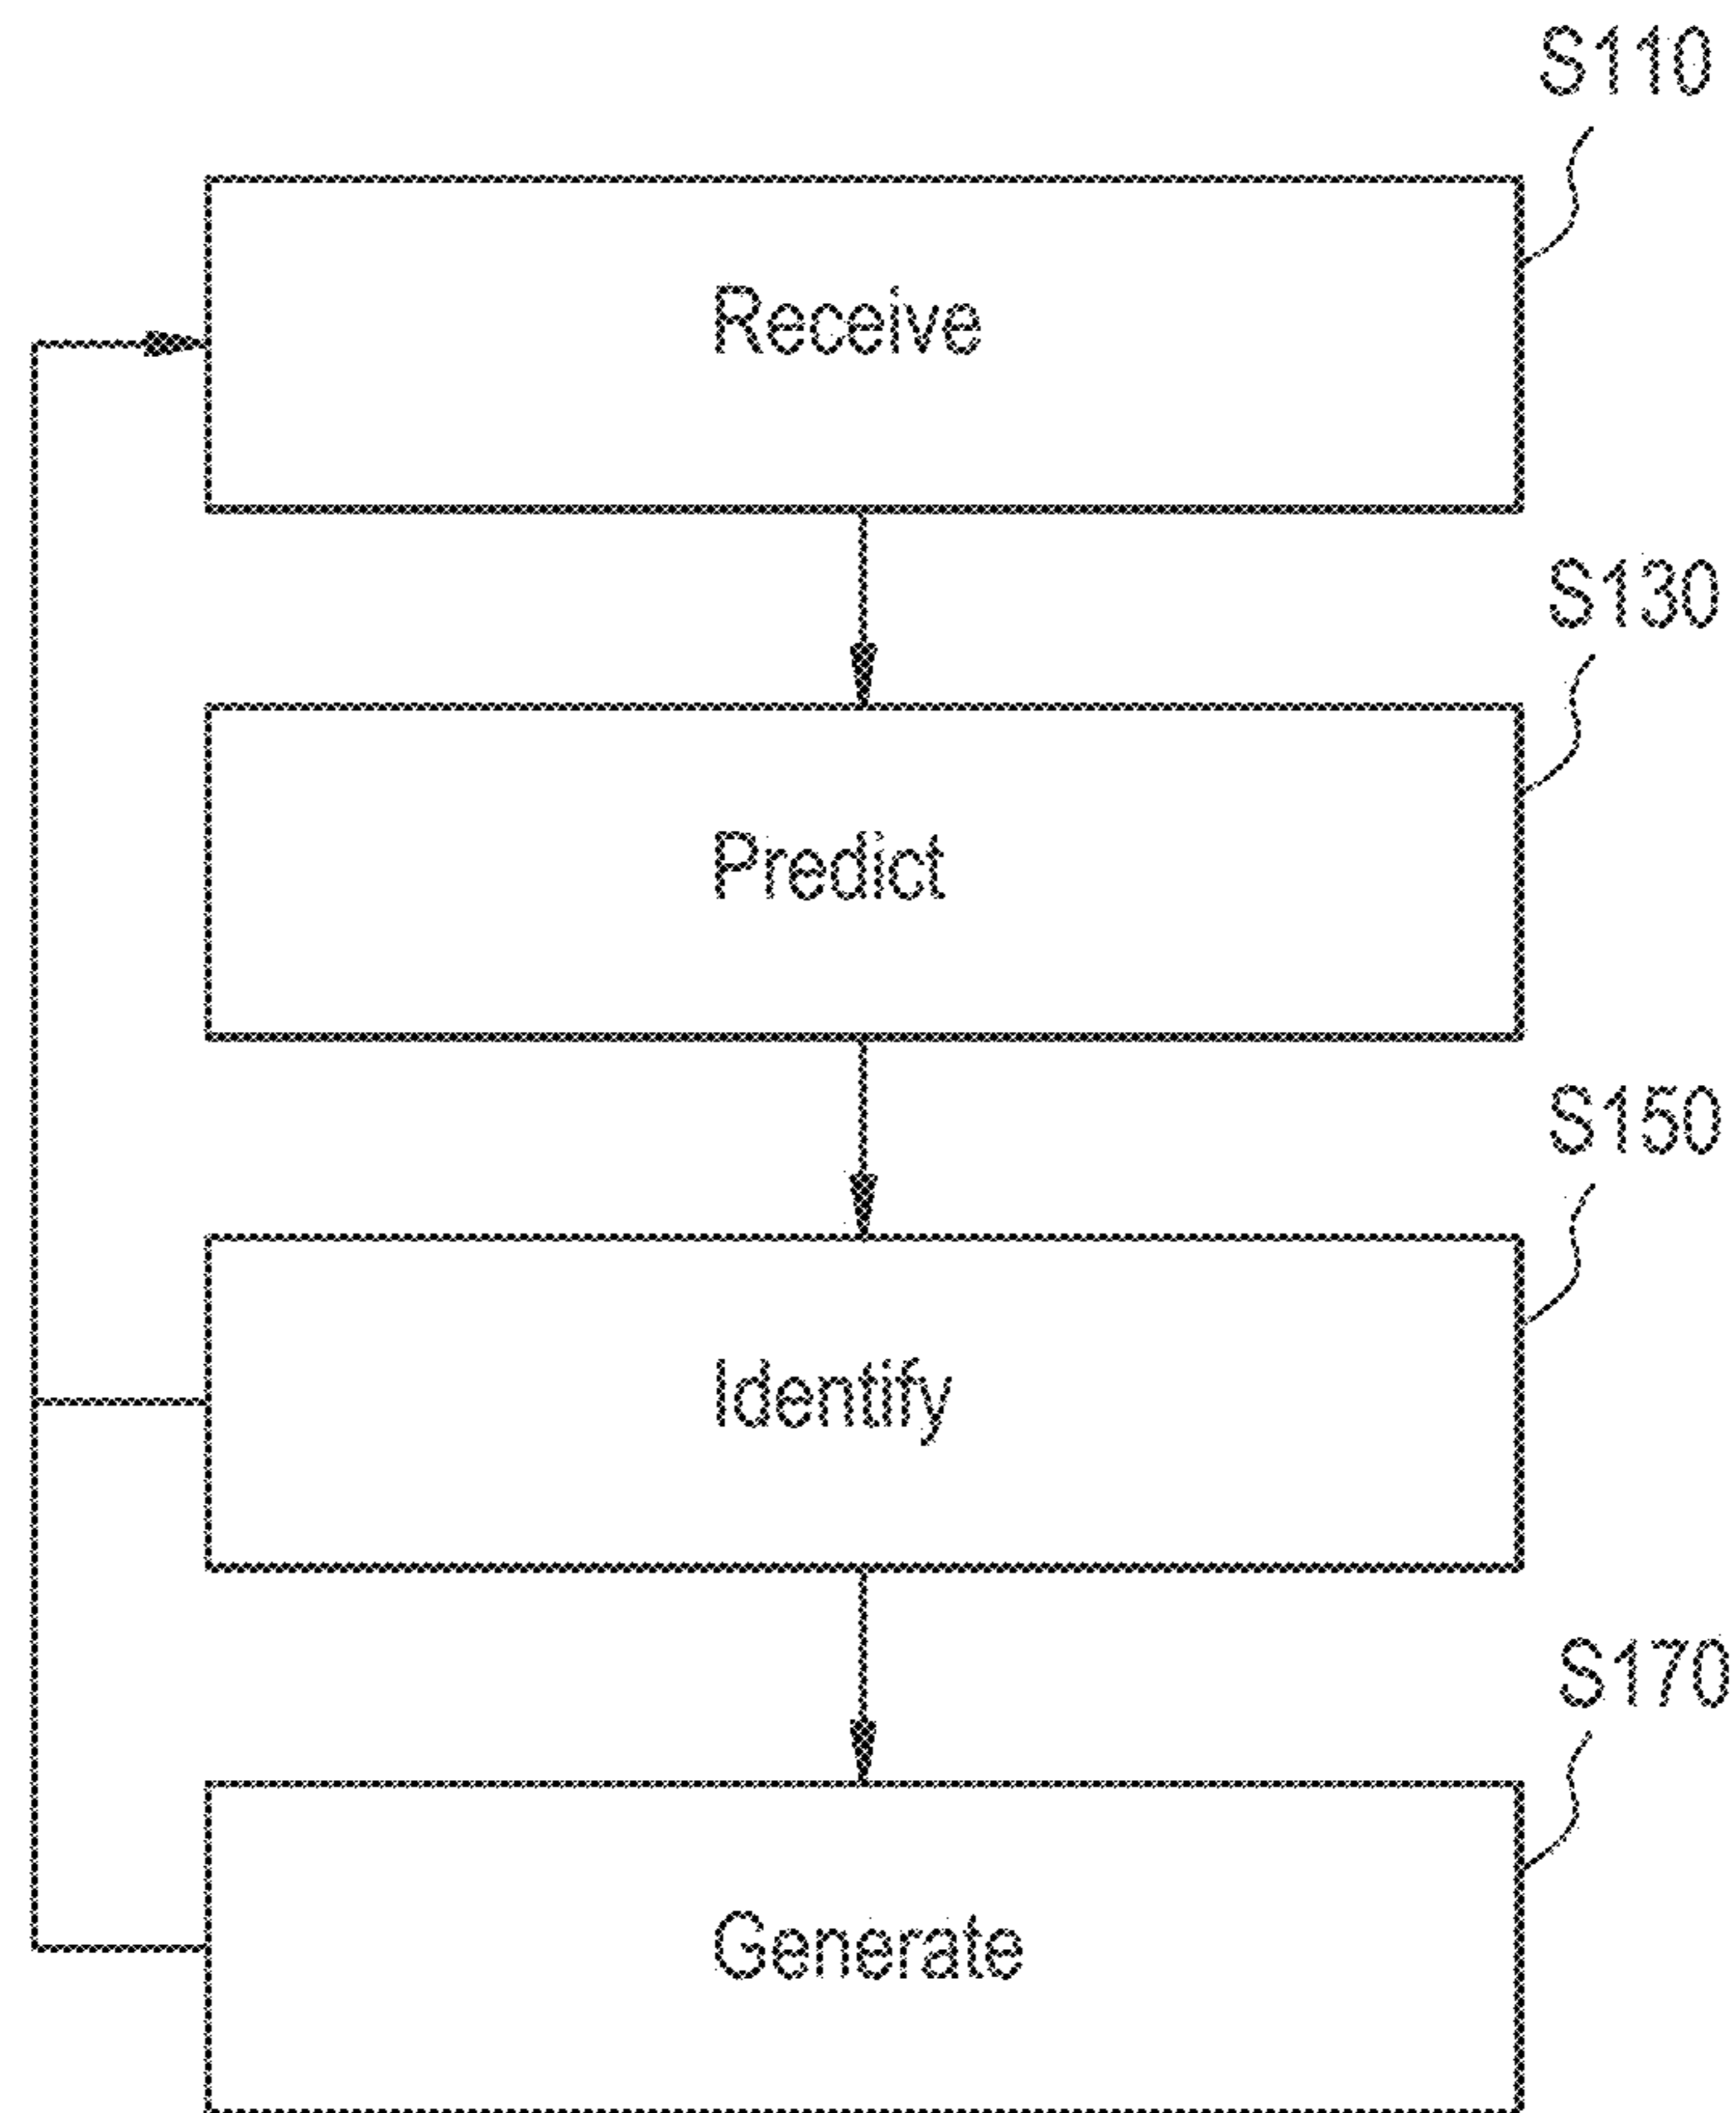 S110
Receive
S130
Predict
S150
Identify
S170
Generate